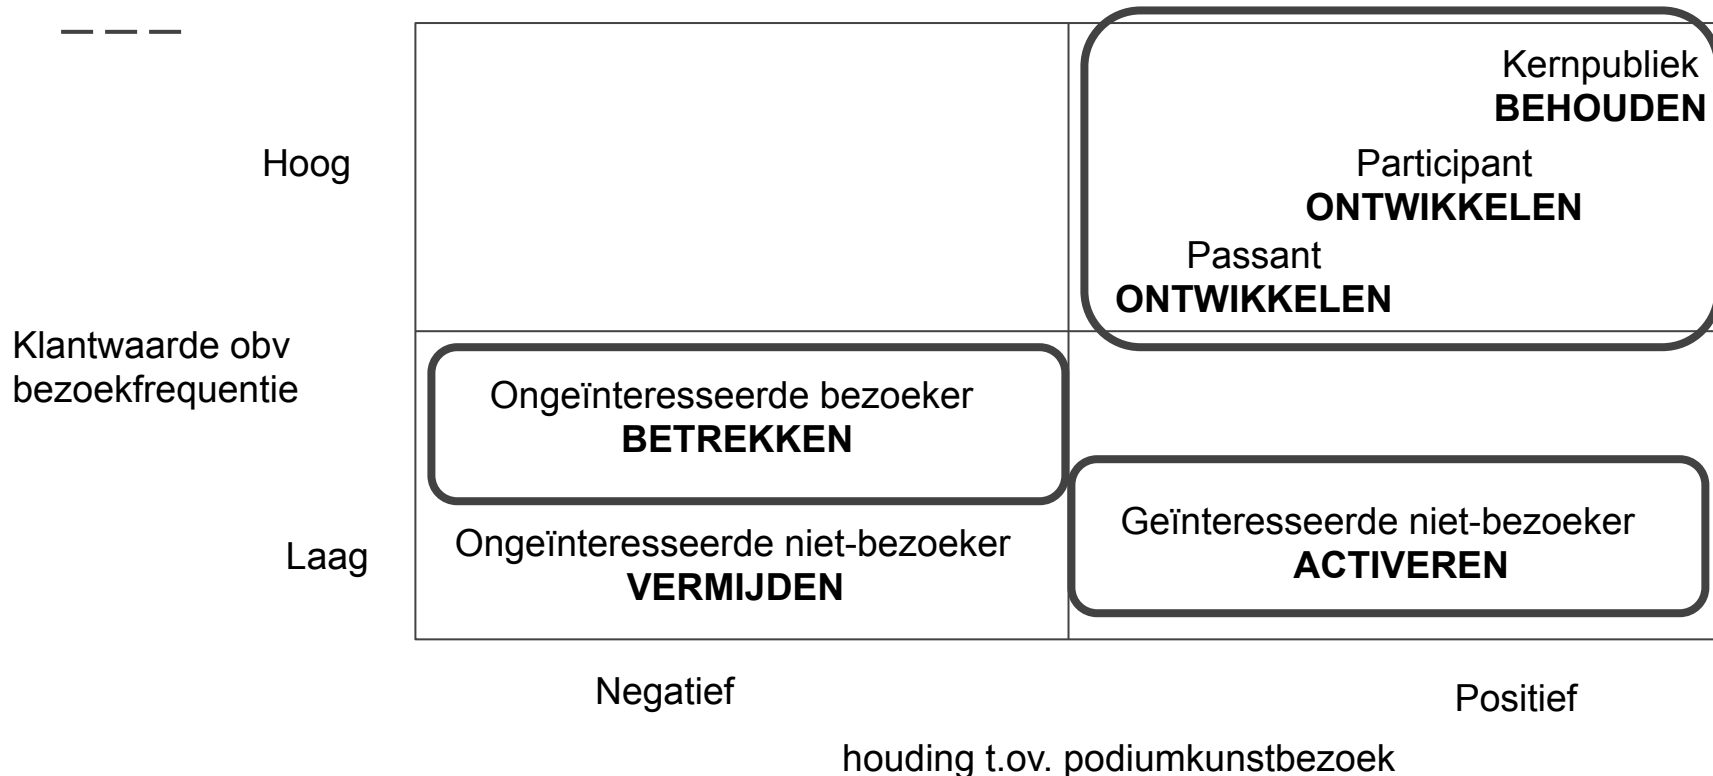 Kernpubliek
BEHOUDEN
Hoog
Participant
ONTWIKKELEN
Passant
ONTWIKKELEN
Klantwaarde obv
bezoekfrequentie
Ongeïnteresseerde bezoeker
BETREKKEN
Geïnteresseerde niet-bezoeker
ACTIVEREN
Laag
Ongeïnteresseerde niet-bezoeker
VERMIJDEN
Negatief
Positief
houding t.ov. podiumkunstbezoek